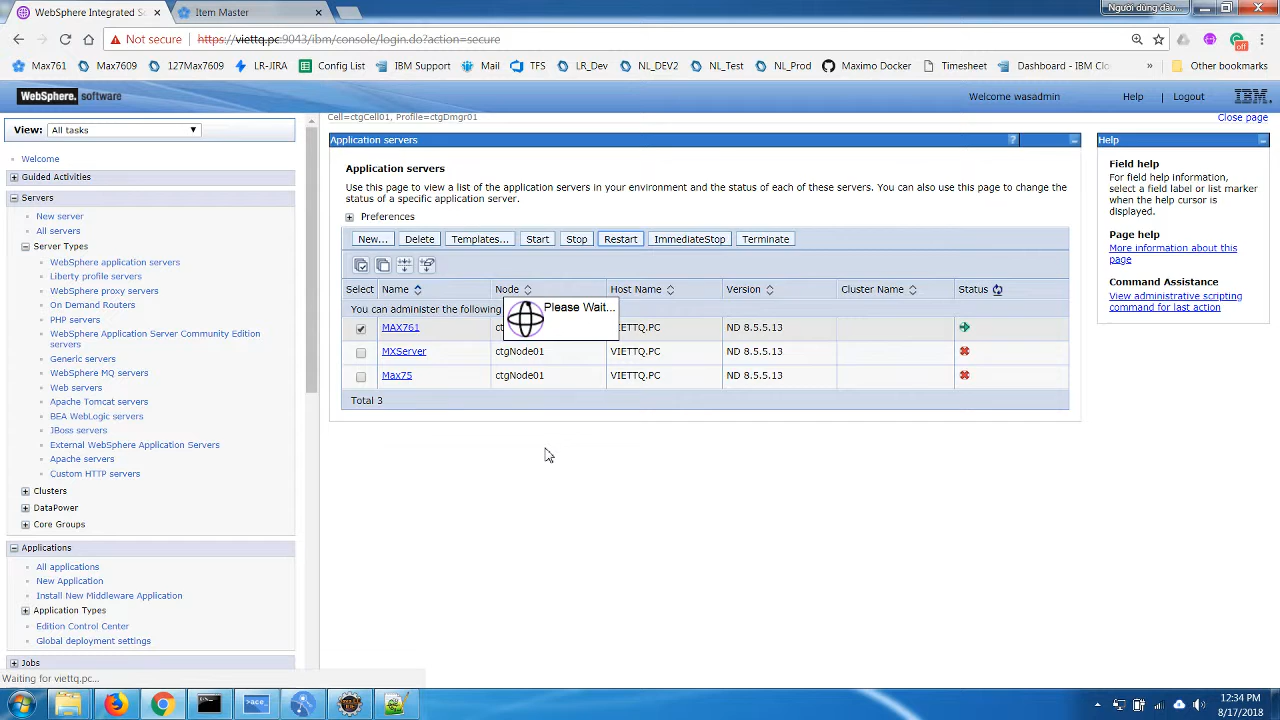 WebSphere Integrated S
Item Master
Người dùng đầu...
Not secure
https://viettq.pc:9043/ibm/console/login.do?action=secure
Max761
Max7609
127Max7609
LR-JIRA
Config List
IBM Support
Mail
TFS
LR_Dev
NL_DEV2
NL_Test
NL_Prod
Maximo Docker
Timesheet
Dashboard - IBM Clo
»
Other bookmarks
WebSphere. software
Welcome wasadmin
Help
Logout
IBM.
View: All tasks
Cell=ctgCell01, Profile=ctgDmgr01
Close page
Welcome
Guided Activities
Servers
New server
All servers
Server Types
WebSphere application servers
Liberty profile servers
WebSphere proxy servers
On Demand Routers
PHP servers
WebSphere Application Server Community Edition
servers
Generic servers
WebSphere MQ servers
Web servers
Apache Tomcat servers
BEA WebLogic servers
JBoss servers
External WebSphere Application Servers
Apache servers
Custom HTTP servers
Clusters
DataPower
Core Groups
Applications
All applications
New Application
Install New Middleware Application
Application Types
Edition Control Center
Global deployment settings
Jobs
Application servers
?
Application servers
Use this page to view a list of the application servers in your environment and the status of each of these servers. You can also use this page to change the
status of a specific application server.
Preferences
New... Delete Templates... Start Stop Restart ImmediateStop Terminate
Select Name Node Host Name Version Cluster Name Status
You can administer the following
Please Wait...
MAX761 VIETTQ.PC ND 8.5.5.13
MXServer ctgNode01 VIETTQ.PC ND 8.5.5.13
Max75 ctgNode01 VIETTQ.PC ND 8.5.5.13
Total 3
Help
Field help
For field help information,
select a field label or list marker
when the help cursor is
displayed.
Page help
More information about this
page
Command Assistance
View administrative scripting
command for last action
Waiting for viettq.pc...
12:34 PM
8/17/2018